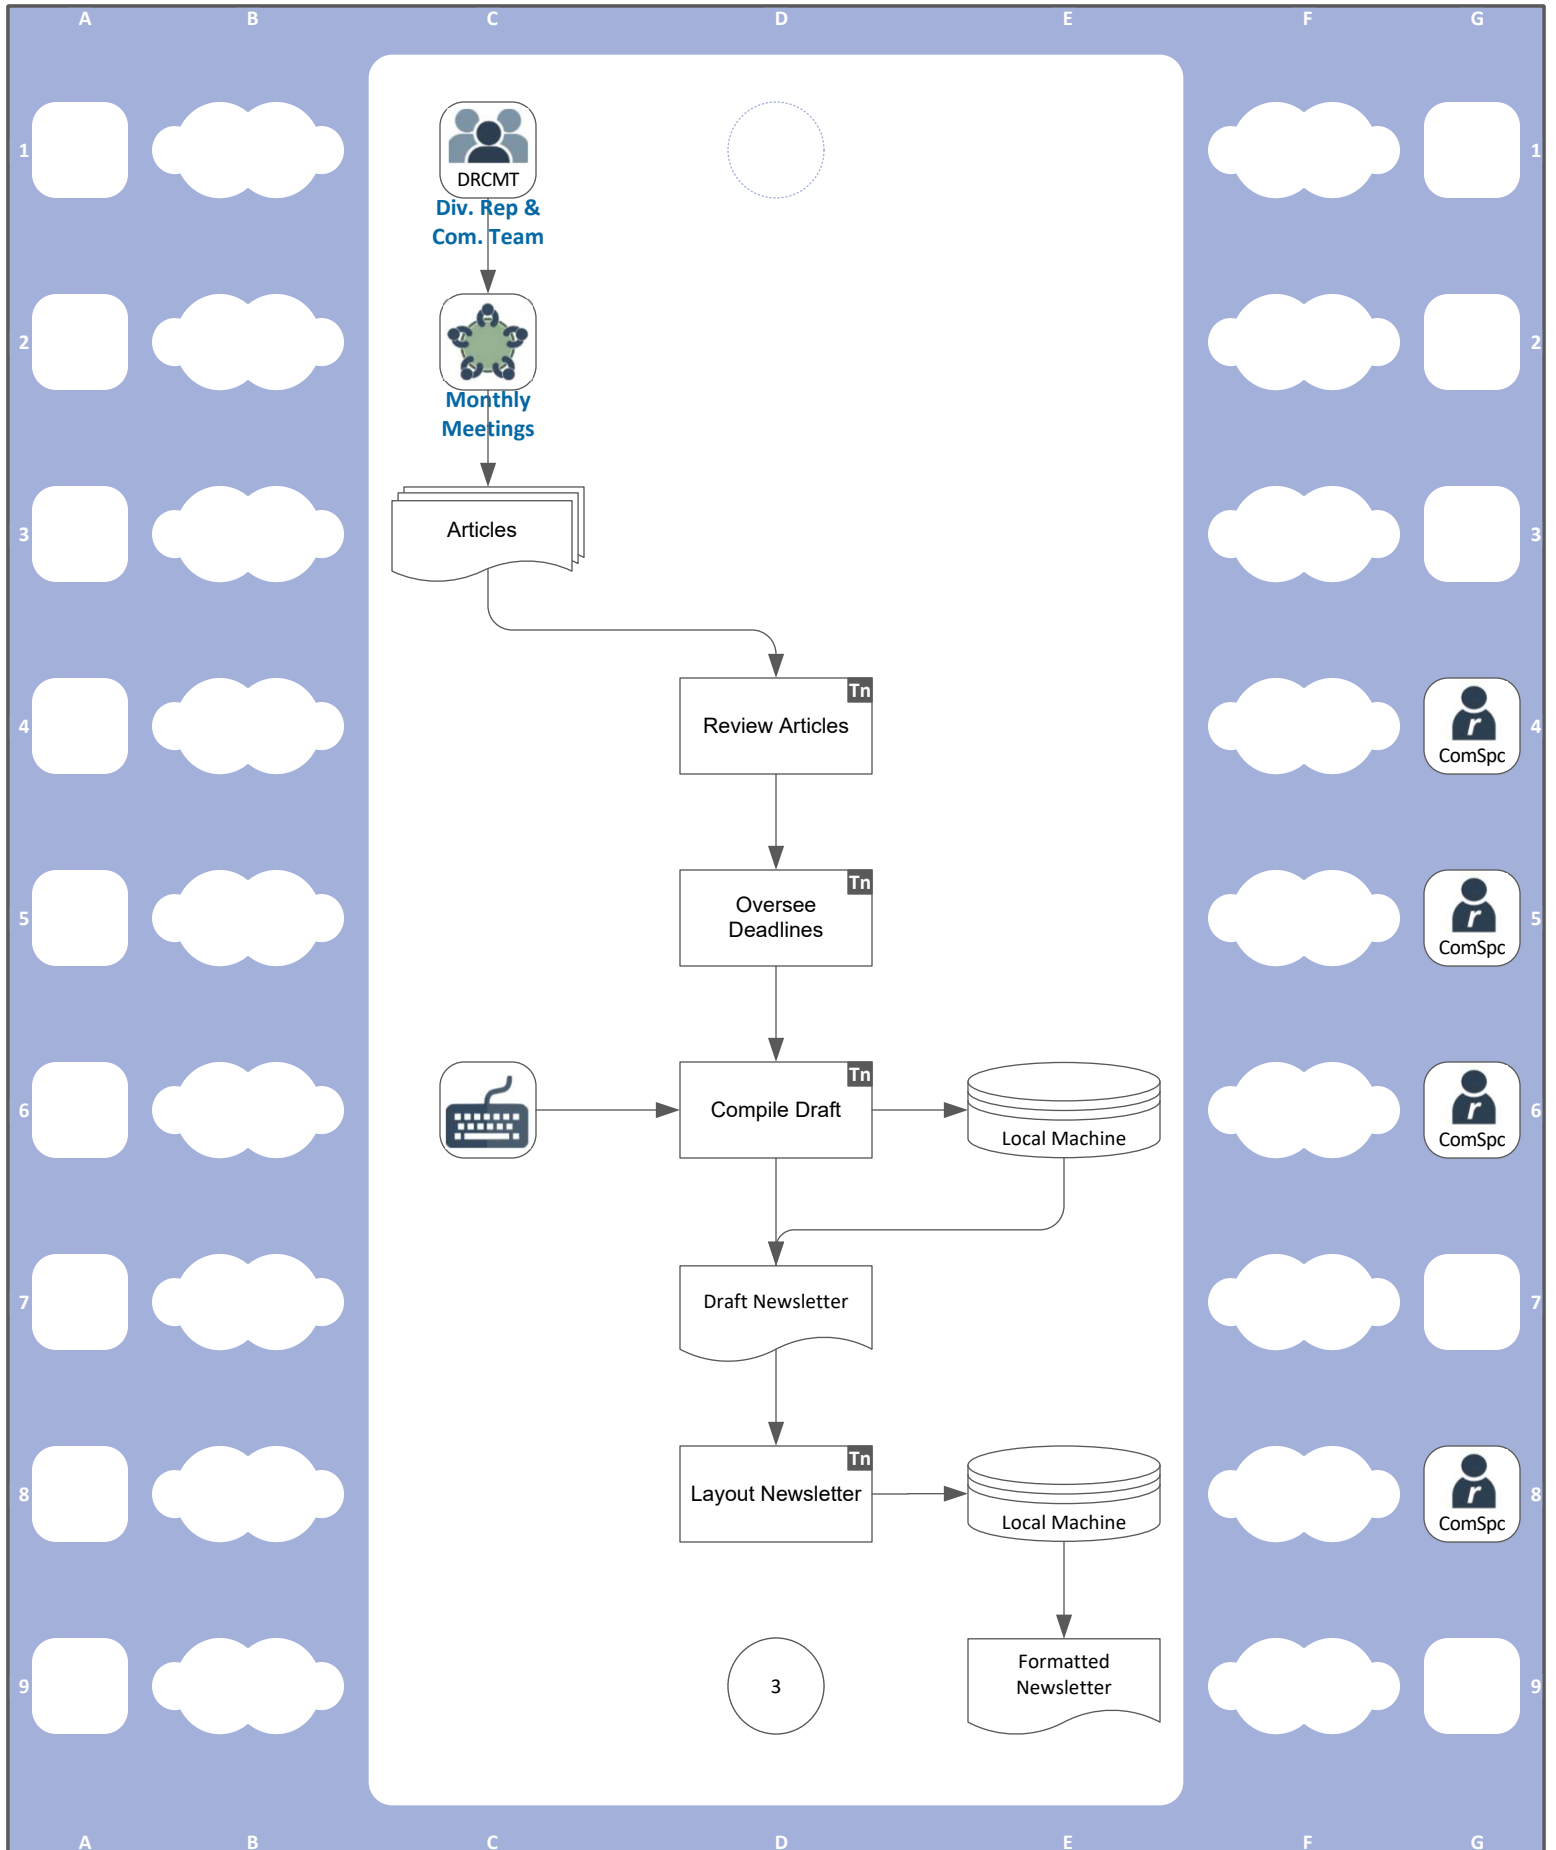 A B C D E F G
1 1
DRCMT
Div. Rep &
Com. Team
2 2
Monthly
Meetings
3 3
Articles
Tn
4 Review Articles 4
ComSpc
Tn
Oversee
5 5
Deadlines
ComSpc
Tn
6 Compile Draft 6
Local Machine ComSpc
7 Draft Newsletter 7
Tn
8 Layout Newsletter 8
Local Machine ComSpc
Formatted
9 3 Newsletter 9
A B C D E F G
r
r
r
r